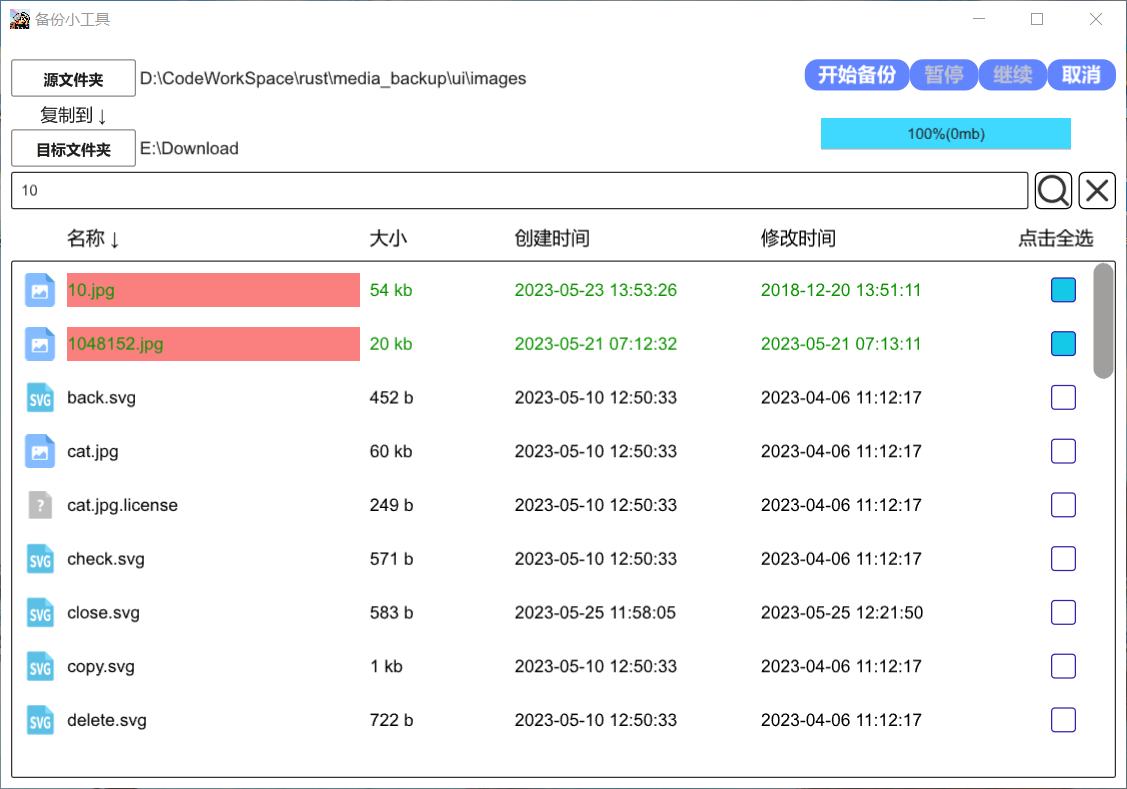 备份小工具
源文件夹 D:\CodeWorkSpace\rust\media_backup\ui\images 开始备份 暂停 继续 取消
复制到 ↓
目标文件夹 E:\Download 100%(0mb)
10
名称 ↓ 大小 创建时间 修改时间 点击全选
10.jpg 54 kb 2023-05-23 13:53:26 2018-12-20 13:51:11
1048152.jpg 20 kb 2023-05-21 07:12:32 2023-05-21 07:13:11
SVG back.svg 452 b 2023-05-10 12:50:33 2023-04-06 11:12:17
cat.jpg 60 kb 2023-05-10 12:50:33 2023-04-06 11:12:17
? cat.jpg.license 249 b 2023-05-10 12:50:33 2023-04-06 11:12:17
SVG check.svg 571 b 2023-05-10 12:50:33 2023-04-06 11:12:17
SVG close.svg 583 b 2023-05-25 11:58:05 2023-05-25 12:21:50
SVG copy.svg 1 kb 2023-05-10 12:50:33 2023-04-06 11:12:17
SVG delete.svg 722 b 2023-05-10 12:50:33 2023-04-06 11:12:17